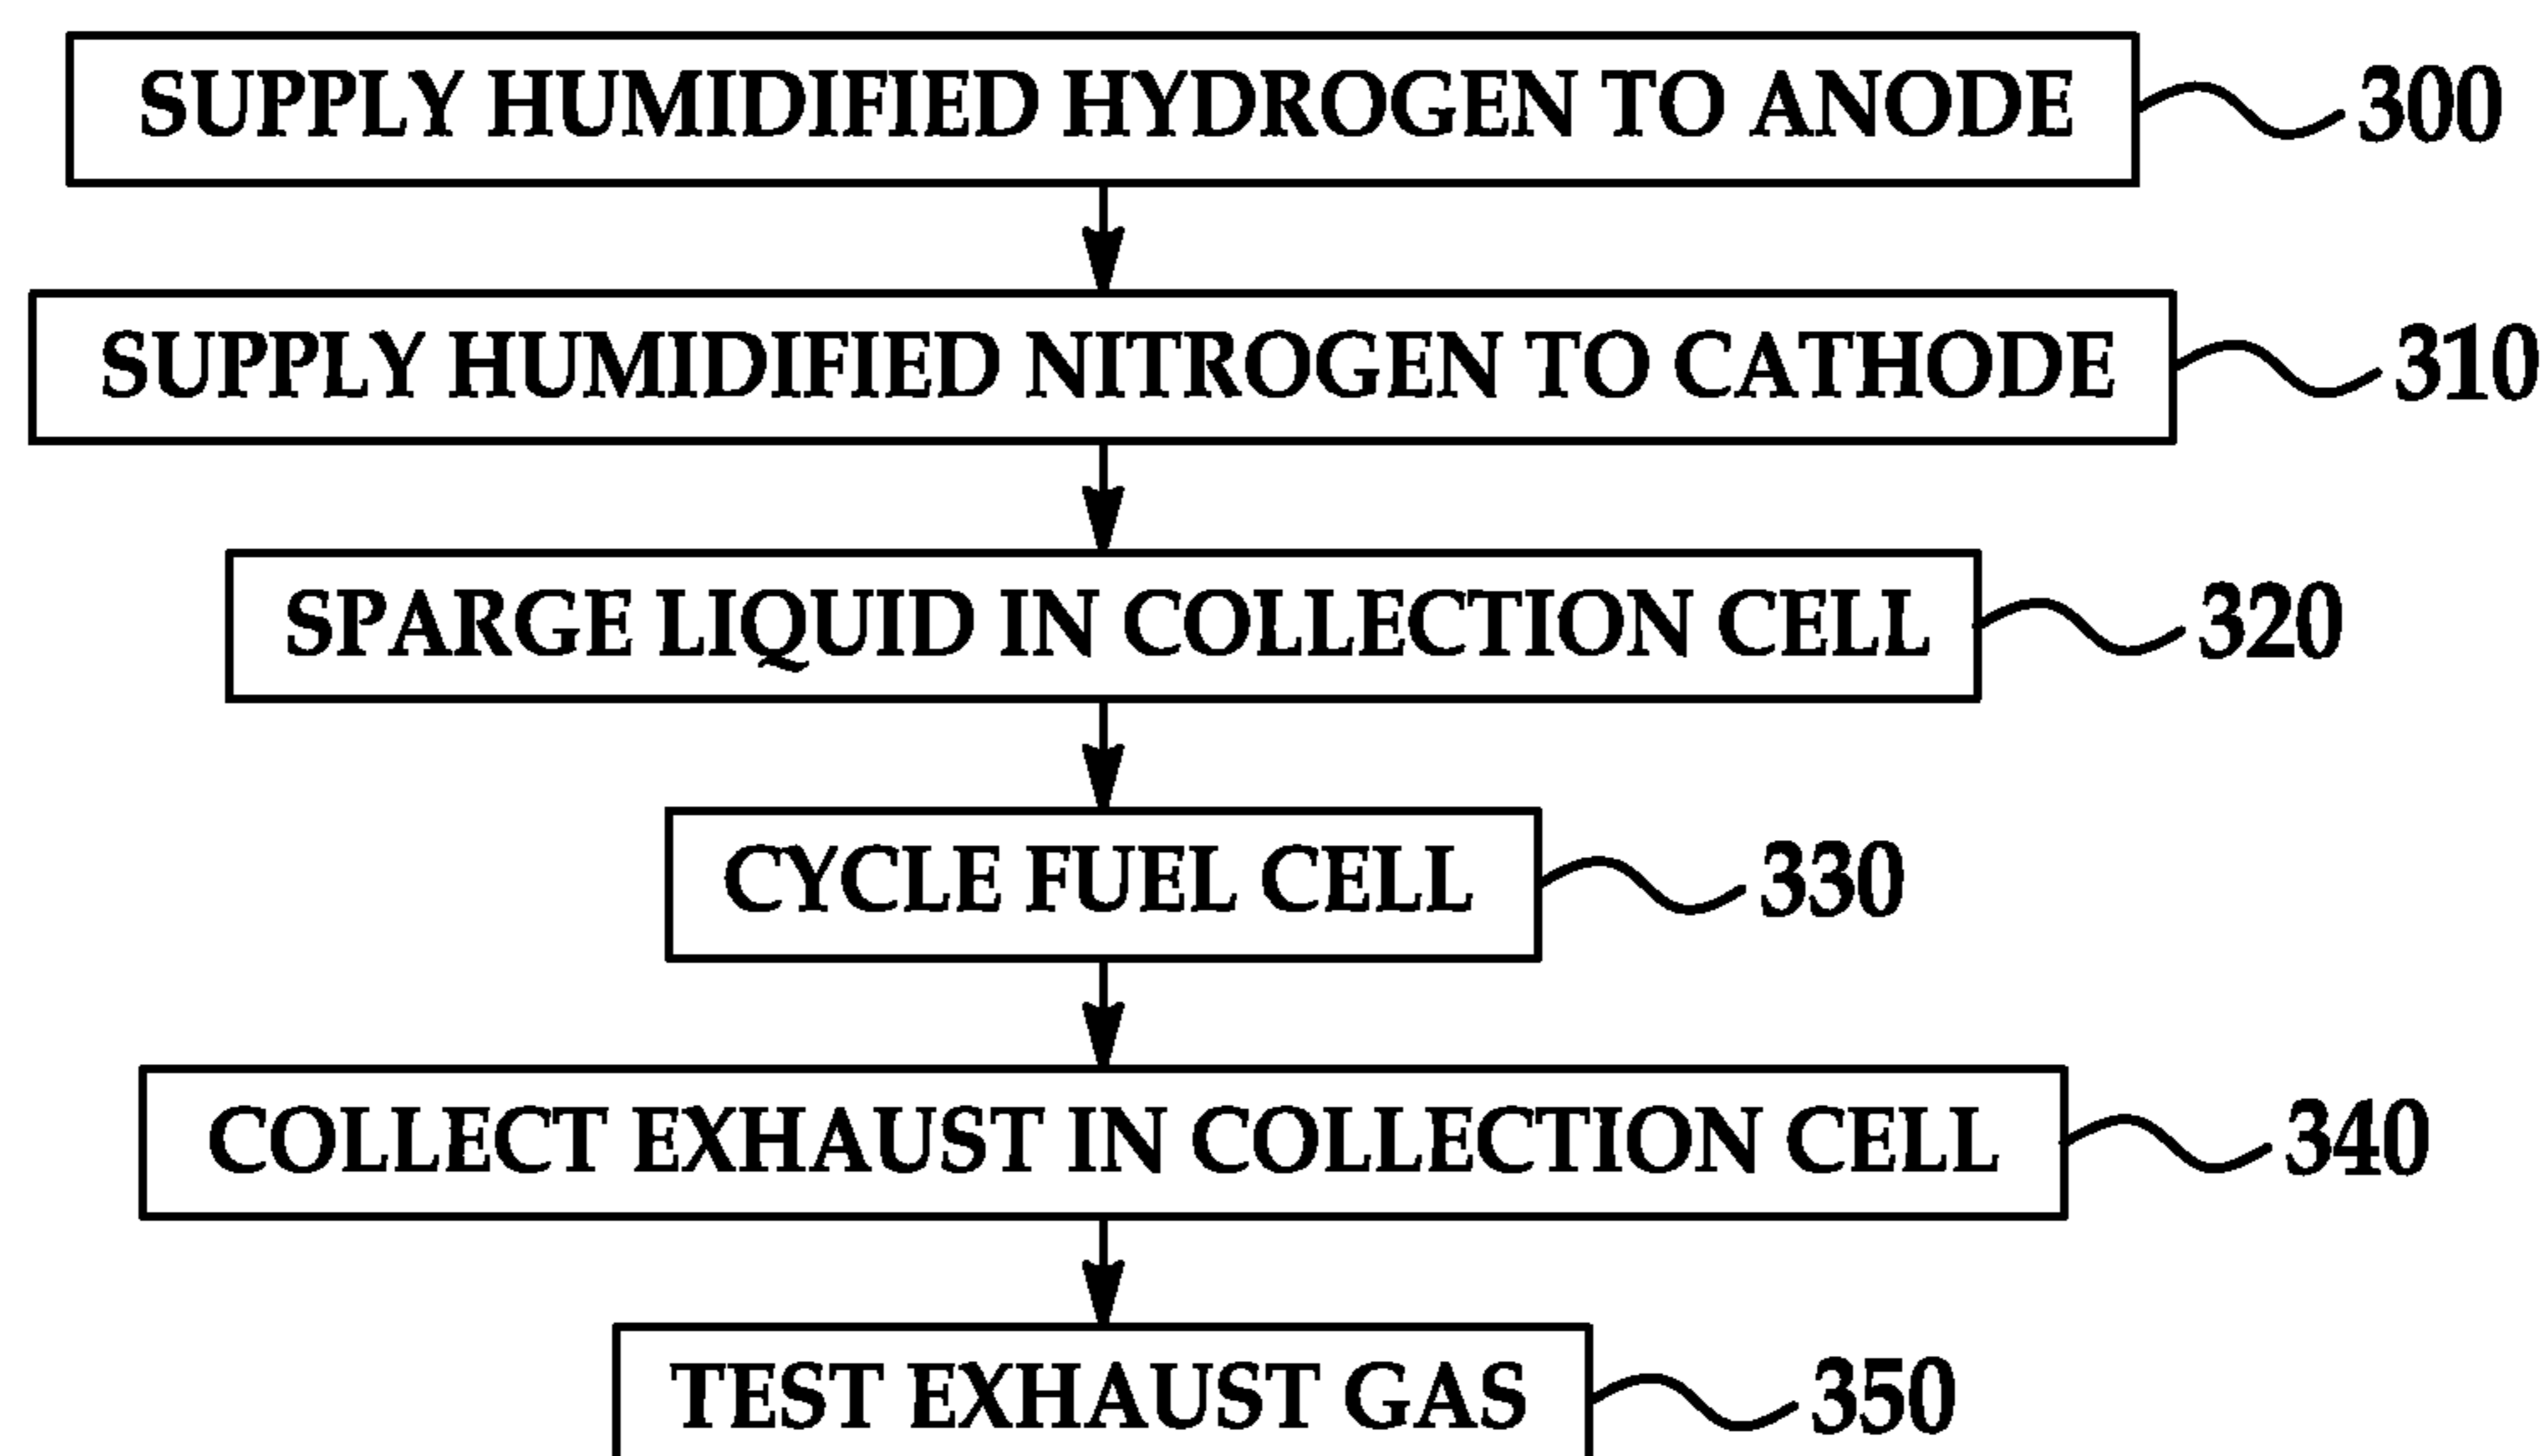 SUPPLY HUMIDIFIED HYDROGEN TO ANODE 300
SUPPLY HUMIDIFIED NITROGEN TO CATHODE 310
SPARGE LIQUID IN COLLECTION CELL 320
CYCLE FUEL CELL 330
COLLECT EXHAUST IN COLLECTION CELL 340
TEST EXHAUST GAS 350